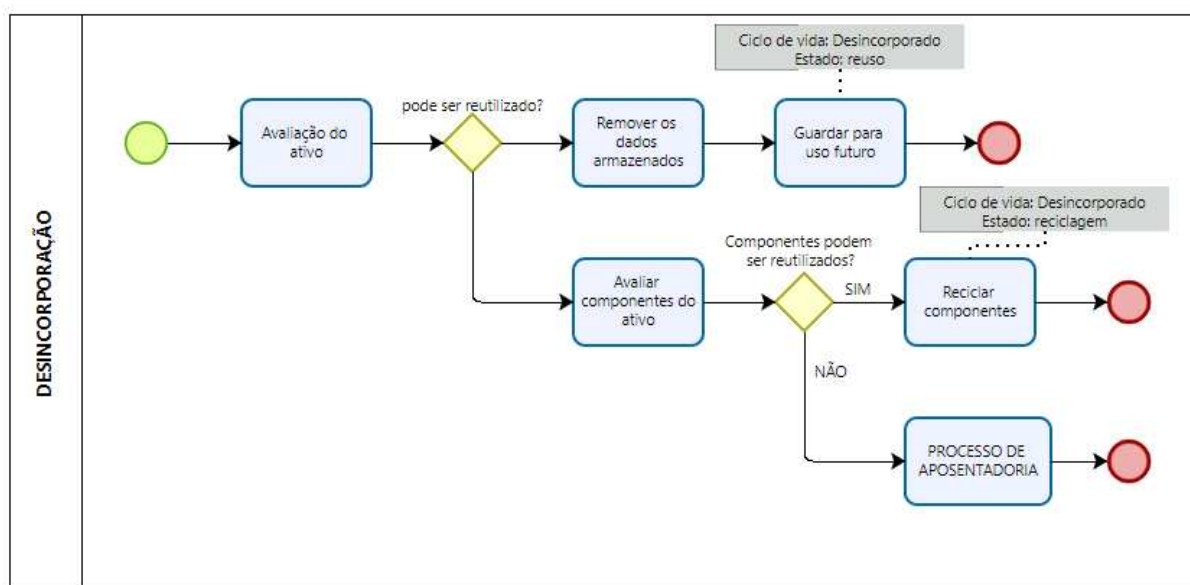 DESINCORPORAÇÃO
Ciclo de vida: Desincorporado
Estado: reuso
pode ser reutilizado?
Avaliação do
ativo
Remover os
dados
armazenados
Guardar para
uso futuro
Ciclo de vida: Desincorporado
Estado: reciclagem
Componentes podem
ser reutilizados?
Avaliar
componentes do
ativo
SIM
Reciclar
componentes
NÃO
PROCESSO DE
APOSENTADORIA